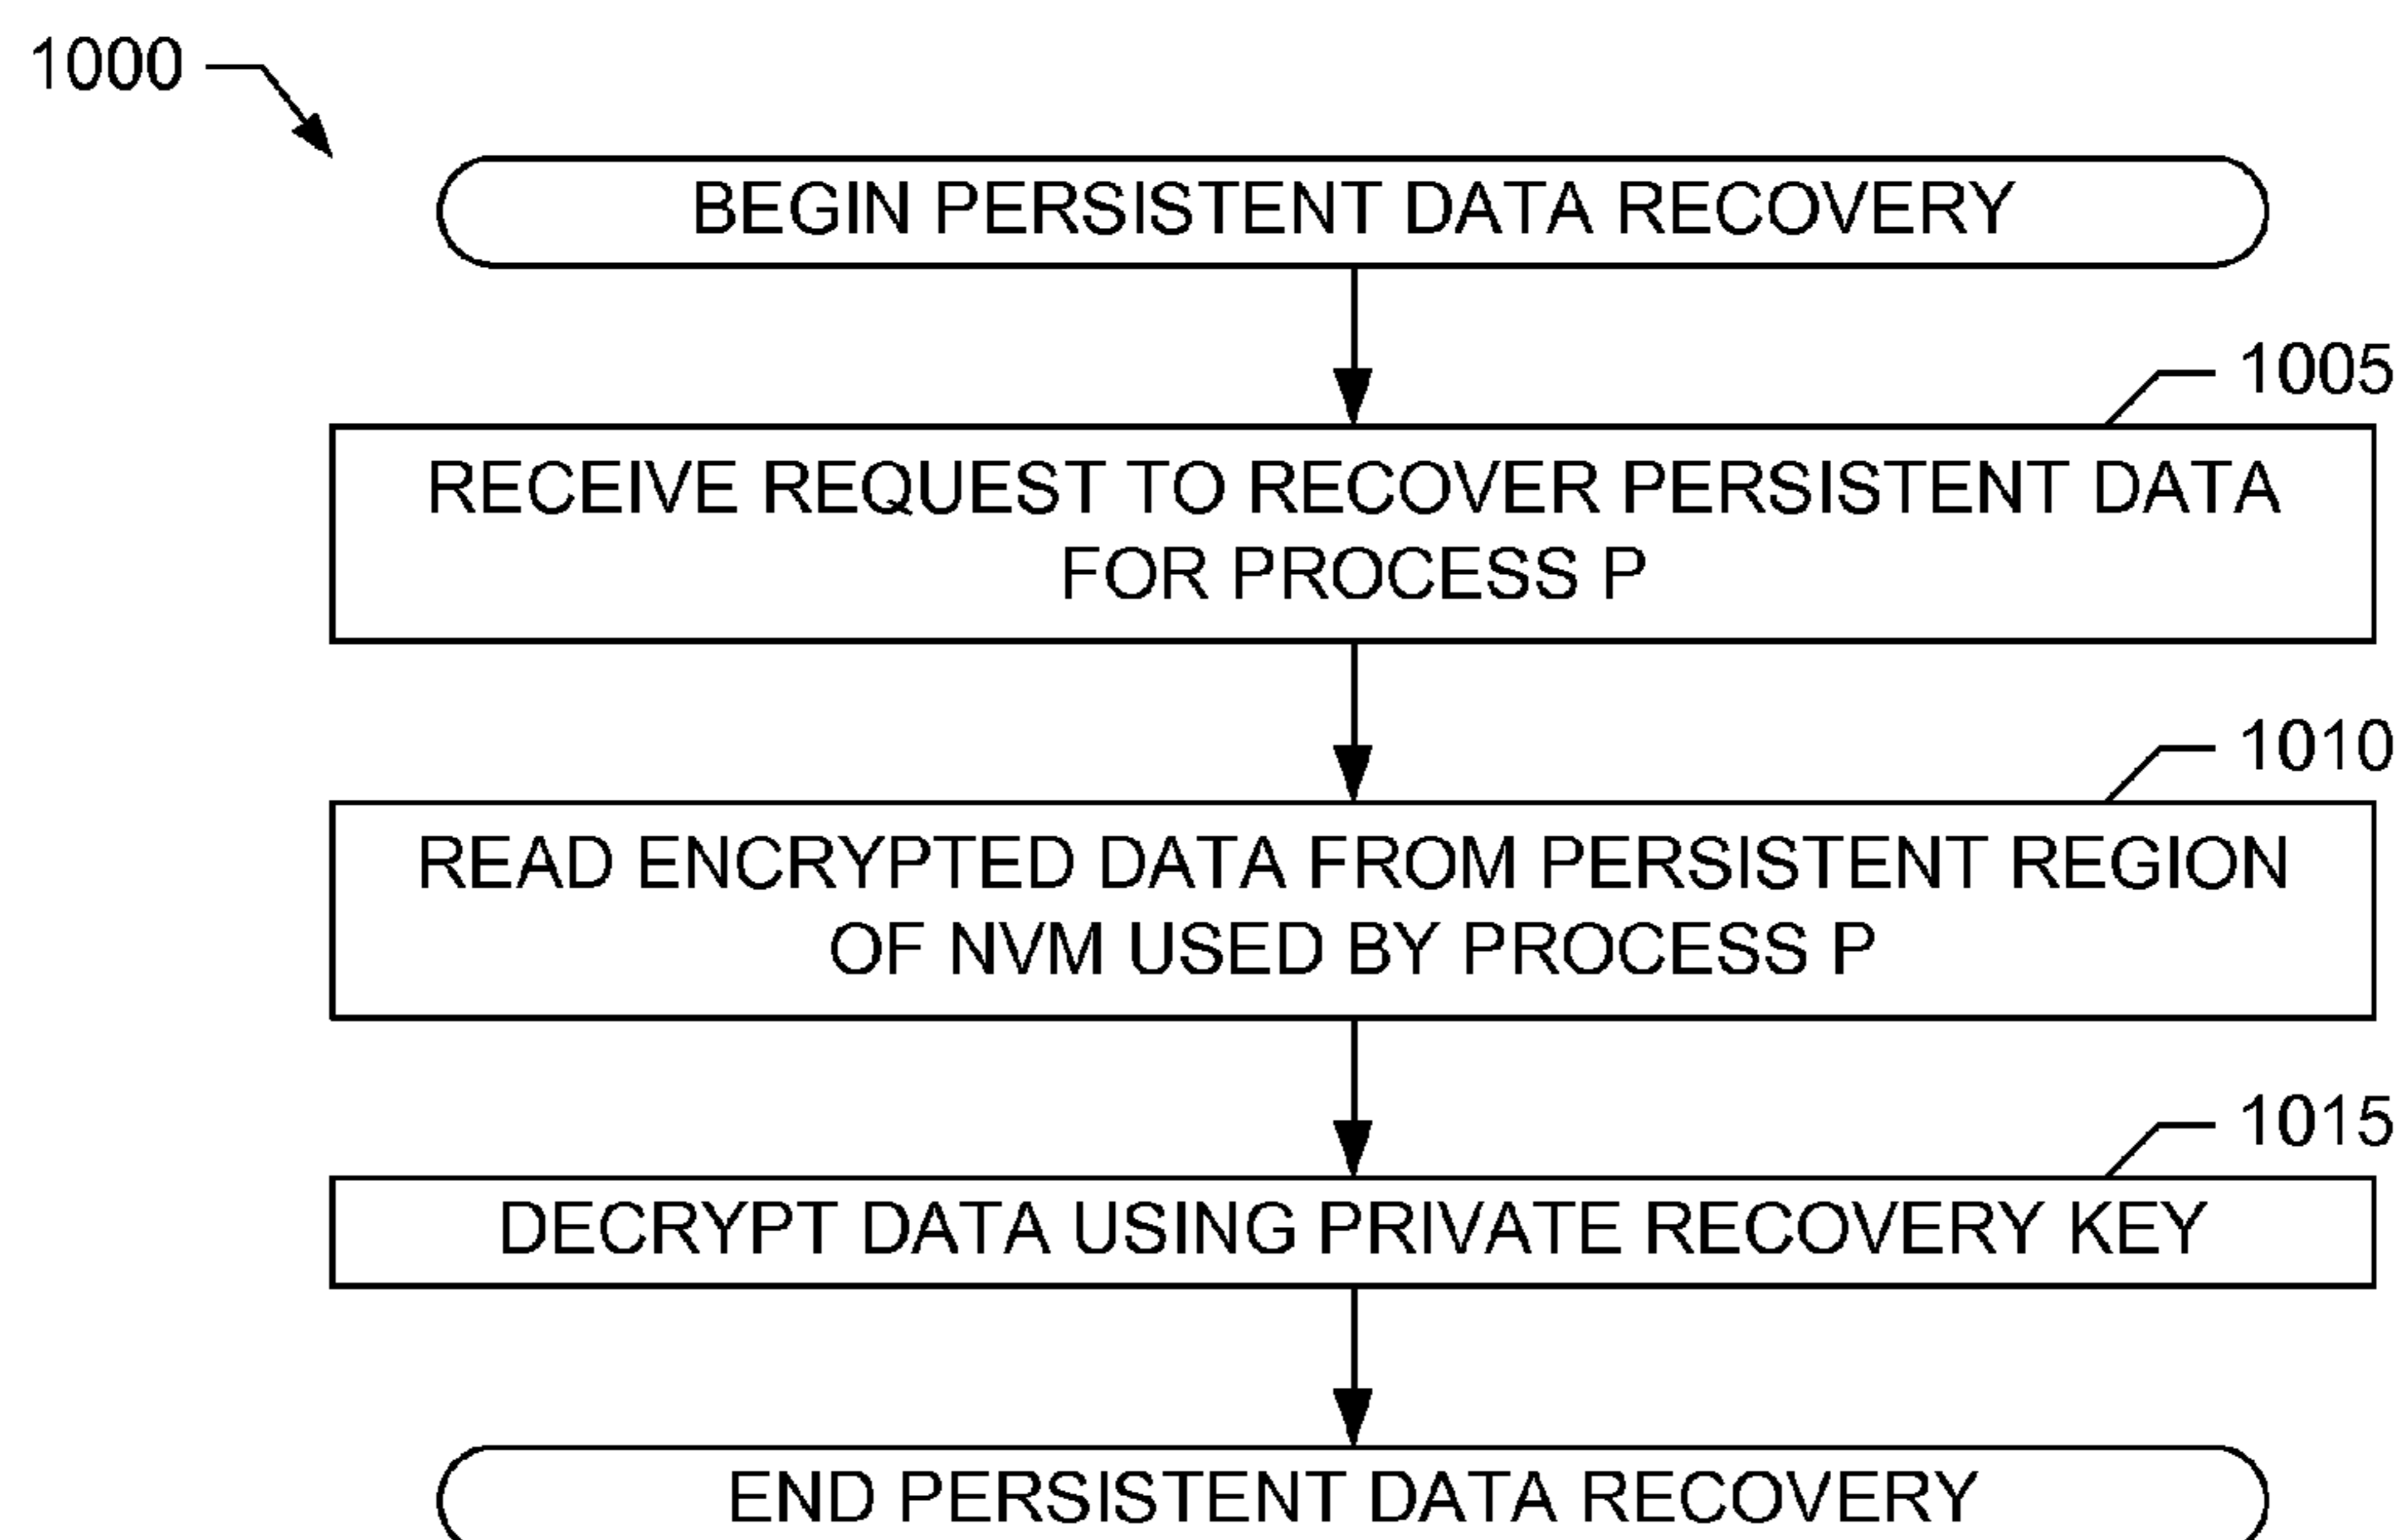 1000
BEGIN PERSISTENT DATA RECOVERY
1005
RECEIVE REQUEST TO RECOVER PERSISTENT DATA
FOR PROCESS P
1010
READ ENCRYPTED DATA FROM PERSISTENT REGION
OF NVM USED BY PROCESS P
1015
DECRYPT DATA USING PRIVATE RECOVERY KEY
END PERSISTENT DATA RECOVERY